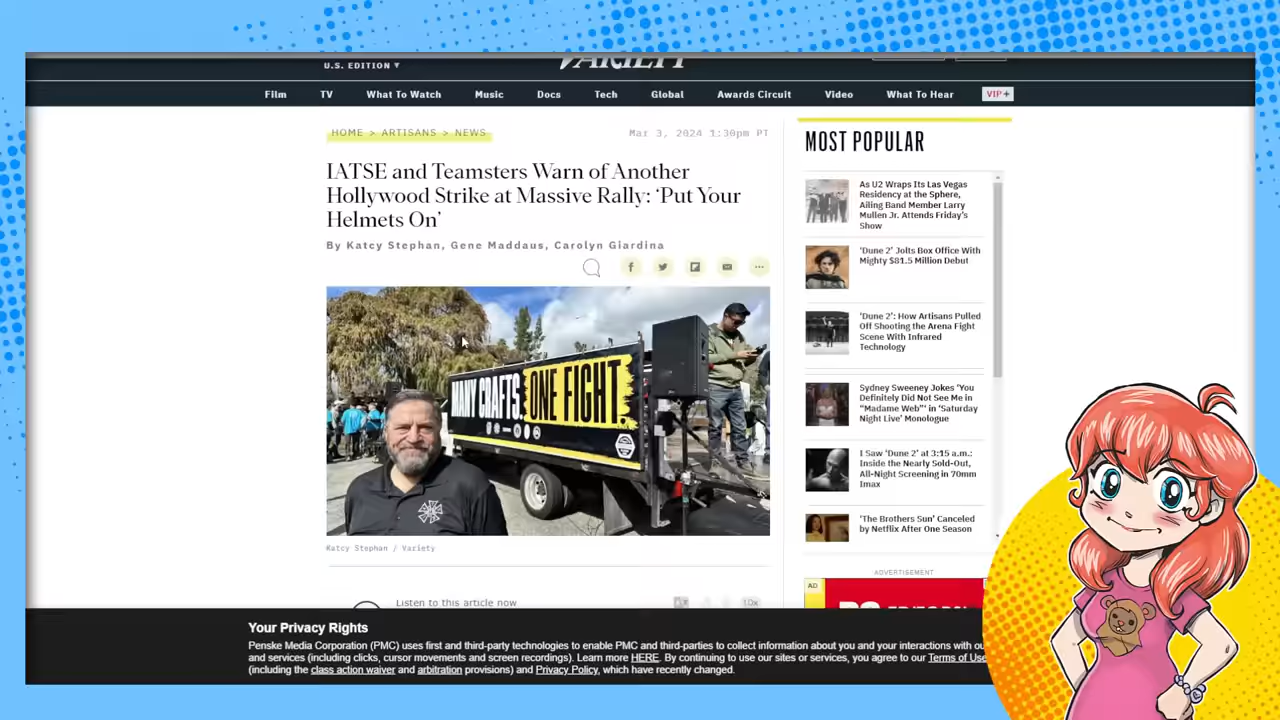 U.S. EDITION ▾
VARIETY
Film TV What To Watch Music Docs Tech Global Awards Circuit Video What To Hear VIP+
HOME > ARTISANS > NEWS
Mar 3, 2024 1:30pm PT
IATSE and Teamsters Warn of Another
Hollywood Strike at Massive Rally: ‘Put Your
Helmets On’
By Katcy Stephan, Gene Maddaus, Carolyn Giardina
MANY CRAFTS. ONE FIGHT.
Katcy Stephan / Variety
Listen to this article now
1.0x
MOST POPULAR
As U2 Wraps Its Las Vegas
Residency at the Sphere,
Ailing Band Member Larry
Mullen Jr. Attends Friday’s
Show
‘Dune 2’ Jolts Box Office With
Mighty $81.5 Million Debut
‘Dune 2’: How Artisans Pulled
Off Shooting the Arena Fight
Scene With Infrared
Technology
Sydney Sweeney Jokes ‘You
Definitely Did Not See Me in
“Madame Web”’ in ‘Saturday
Night Live’ Monologue
I Saw ‘Dune 2’ at 3:15 a.m.:
Inside the Nearly Sold-Out,
All-Night Screening in 70mm
Imax
‘The Brothers Sun’ Canceled
by Netflix After One Season
ADVERTISEMENT
AD
Your Privacy Rights
Penske Media Corporation (PMC) uses first and third-party technologies to enable PMC and third-parties to collect information about you and your interactions with
and services (including clicks, cursor movements and screen recordings). Learn more HERE. By continuing to use our sites or services, you agree to our Terms of Use
(including the class action waiver and arbitration provisions) and Privacy Policy, which have recently changed.